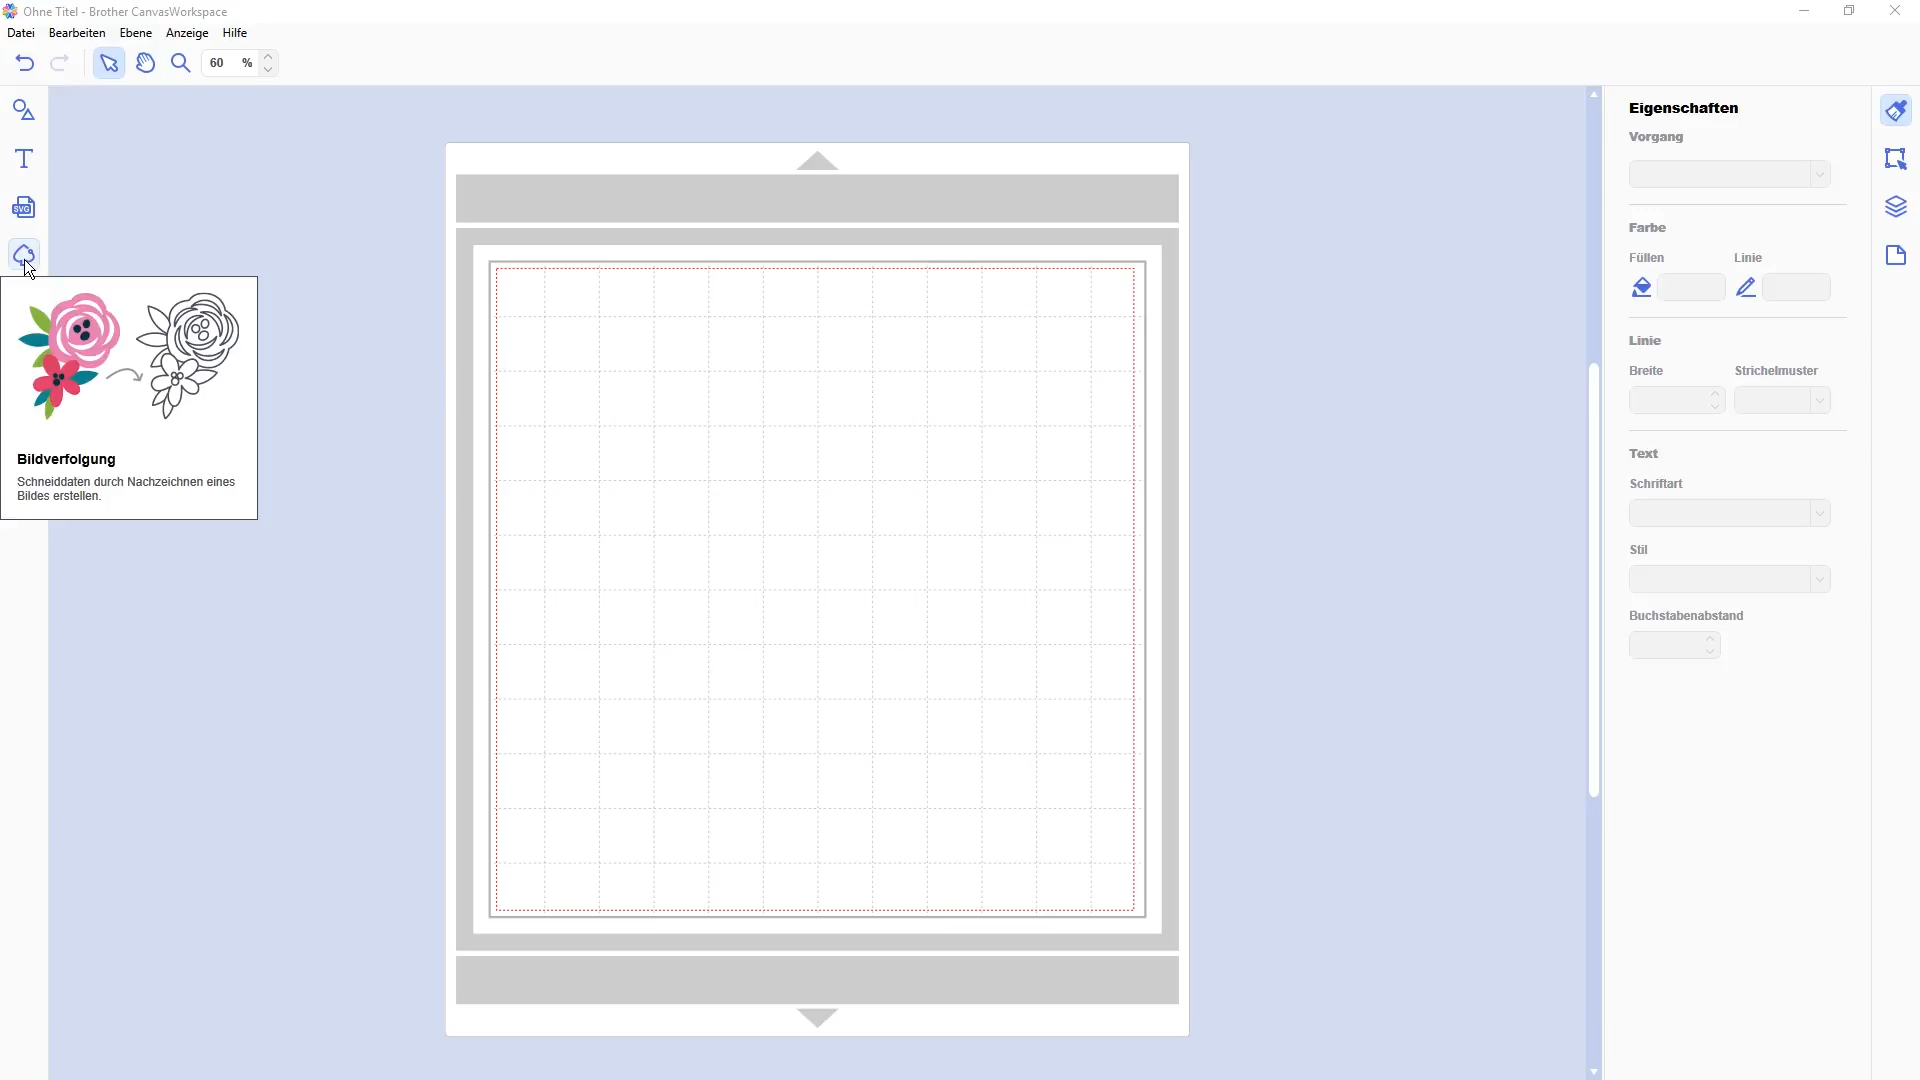 Ohne Titel - Brother CanvasWorkspace
Datei Bearbeiten Ebene Anzeige Hilfe
60 %
SVG
Bildverfolgung
Schneiddaten durch Nachzeichnen eines
Bildes erstellen.
Eigenschaften
Vorgang
Farbe
Füllen Linie
Linie
Breite Strichelmuster
Text
Schriftart
Stil
Buchstabenabstand